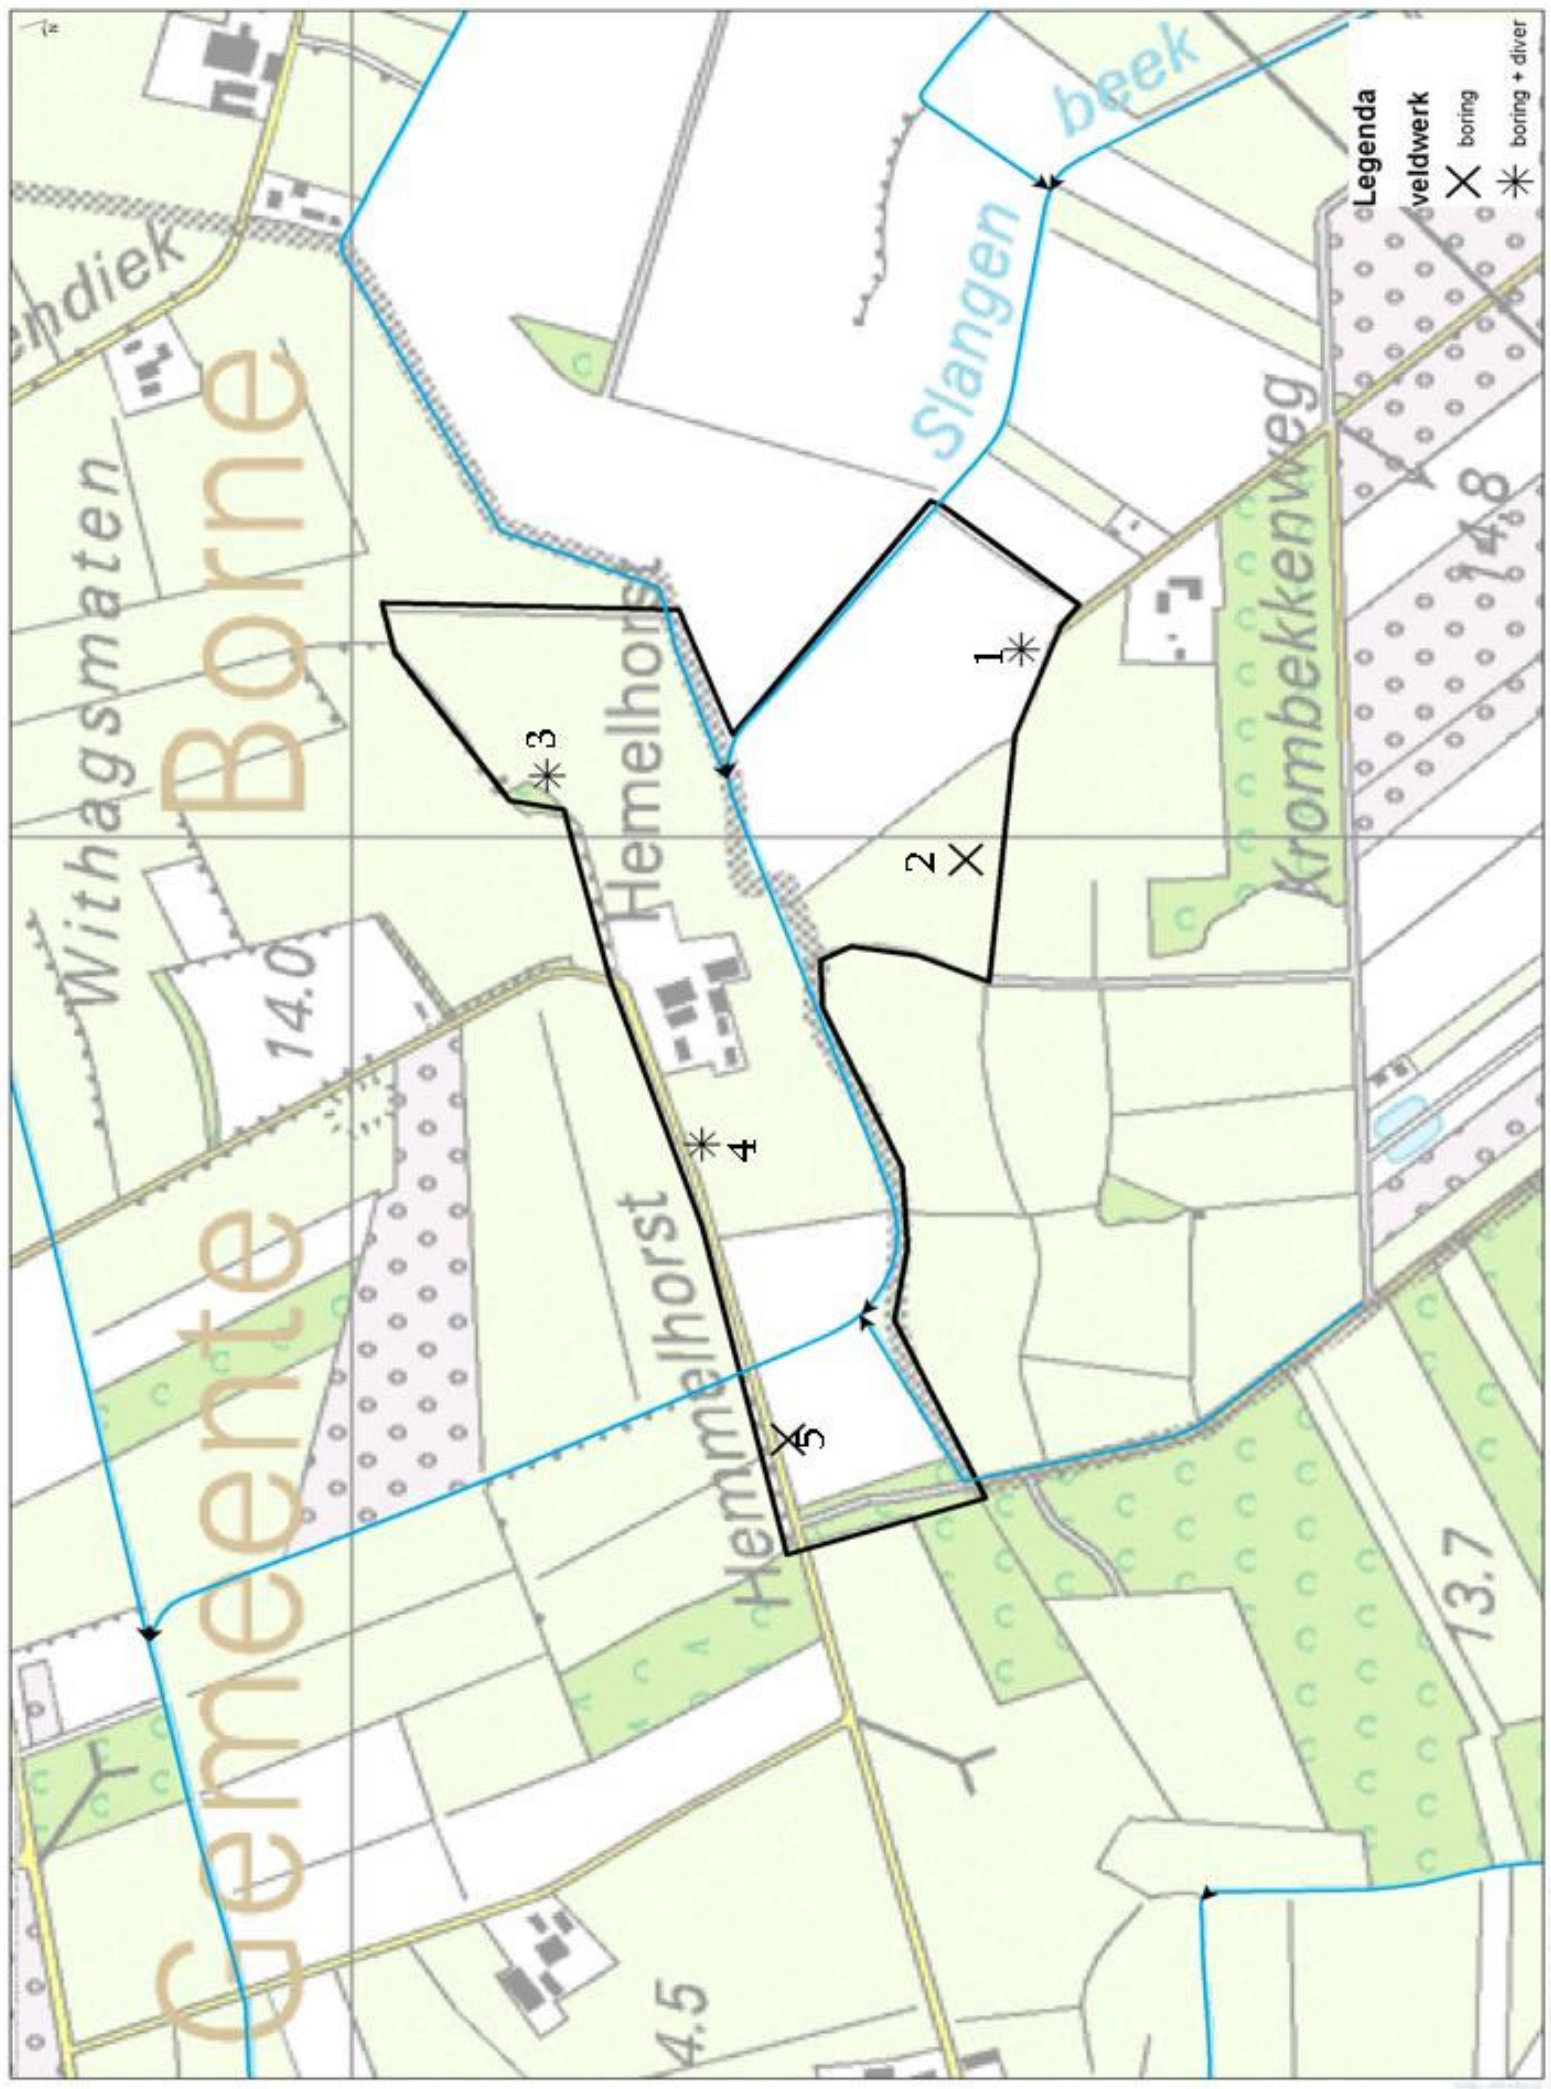 N
endiek
Withagsmaten
Gemeente Borne
14.0
Hemelhorst
Hemmelhorst
Slangen
beek
Krombekkenweg
14,8
13.7
4.5
1
2
3
4
5
Legenda
veldwerk
boring
boring + diver